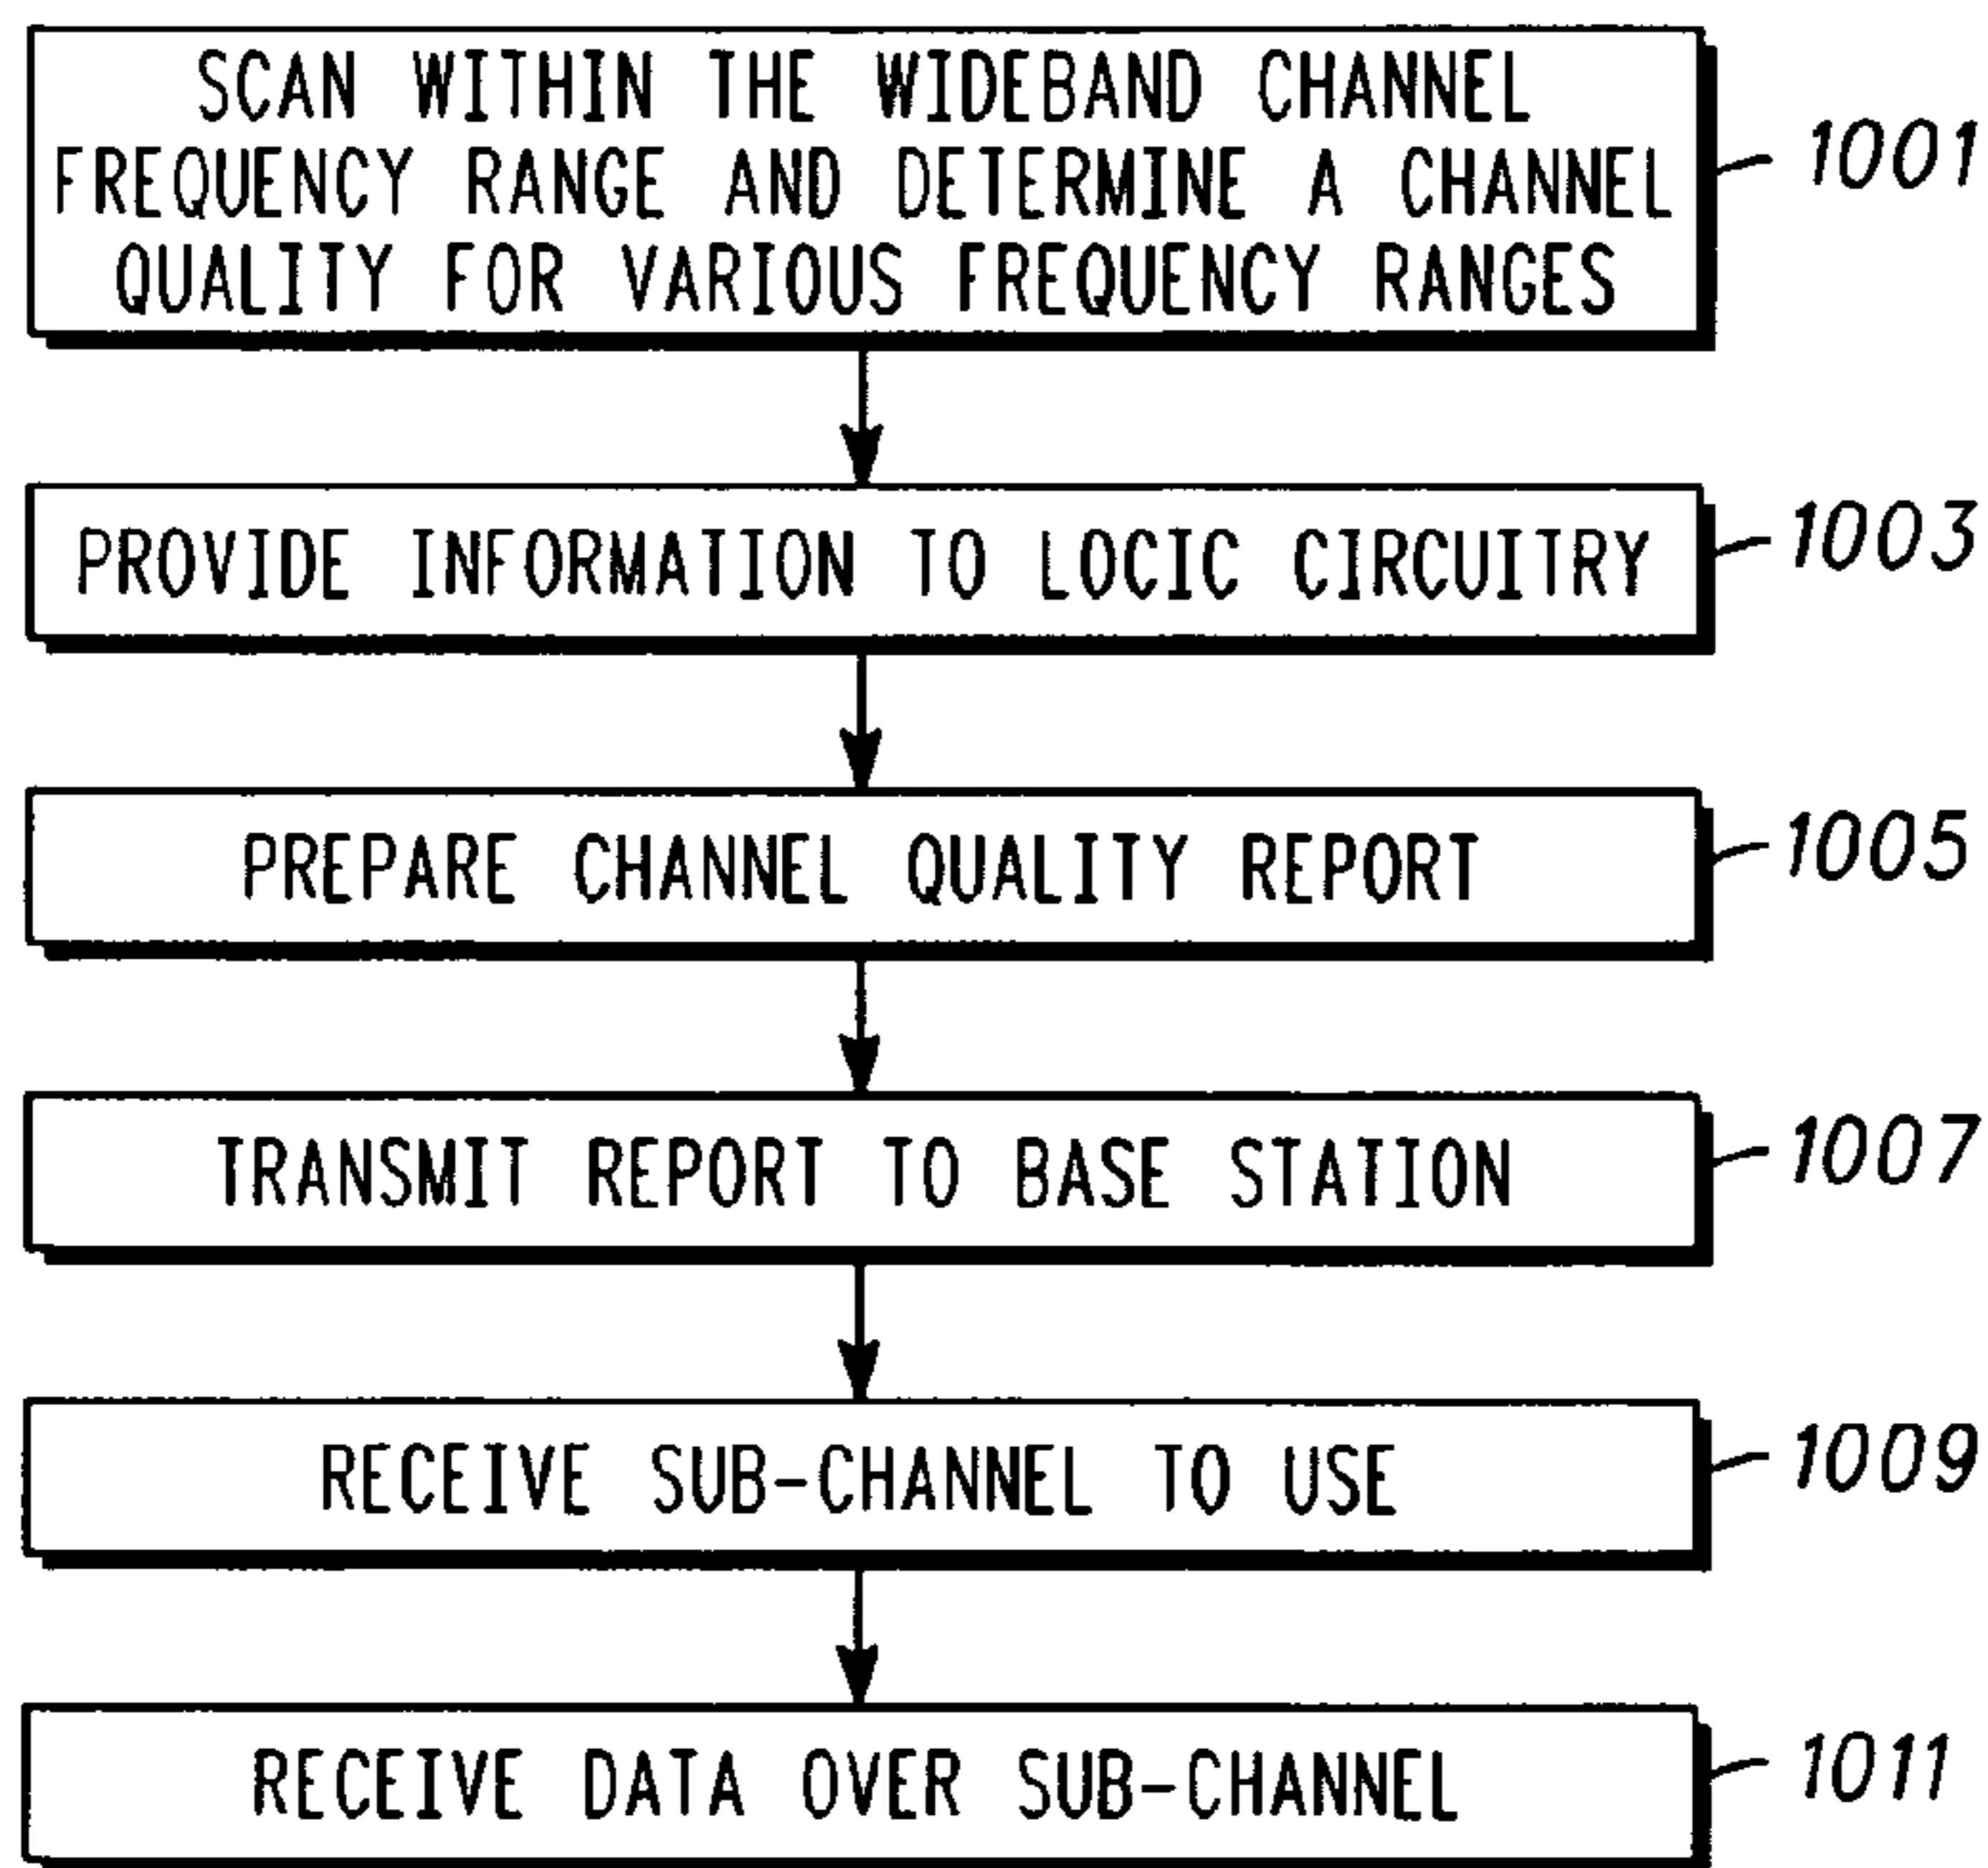 SCAN WITHIN THE WIDEBAND CHANNEL
FREQUENCY RANGE AND DETERMINE A CHANNEL
QUALITY FOR VARIOUS FREQUENCY RANGES
1001
PROVIDE INFORMATION TO LOCIC CIRCUITRY
1003
PREPARE CHANNEL QUALITY REPORT
1005
TRANSMIT REPORT TO BASE STATION
1007
RECEIVE SUB-CHANNEL TO USE
1009
RECEIVE DATA OVER SUB-CHANNEL
1011